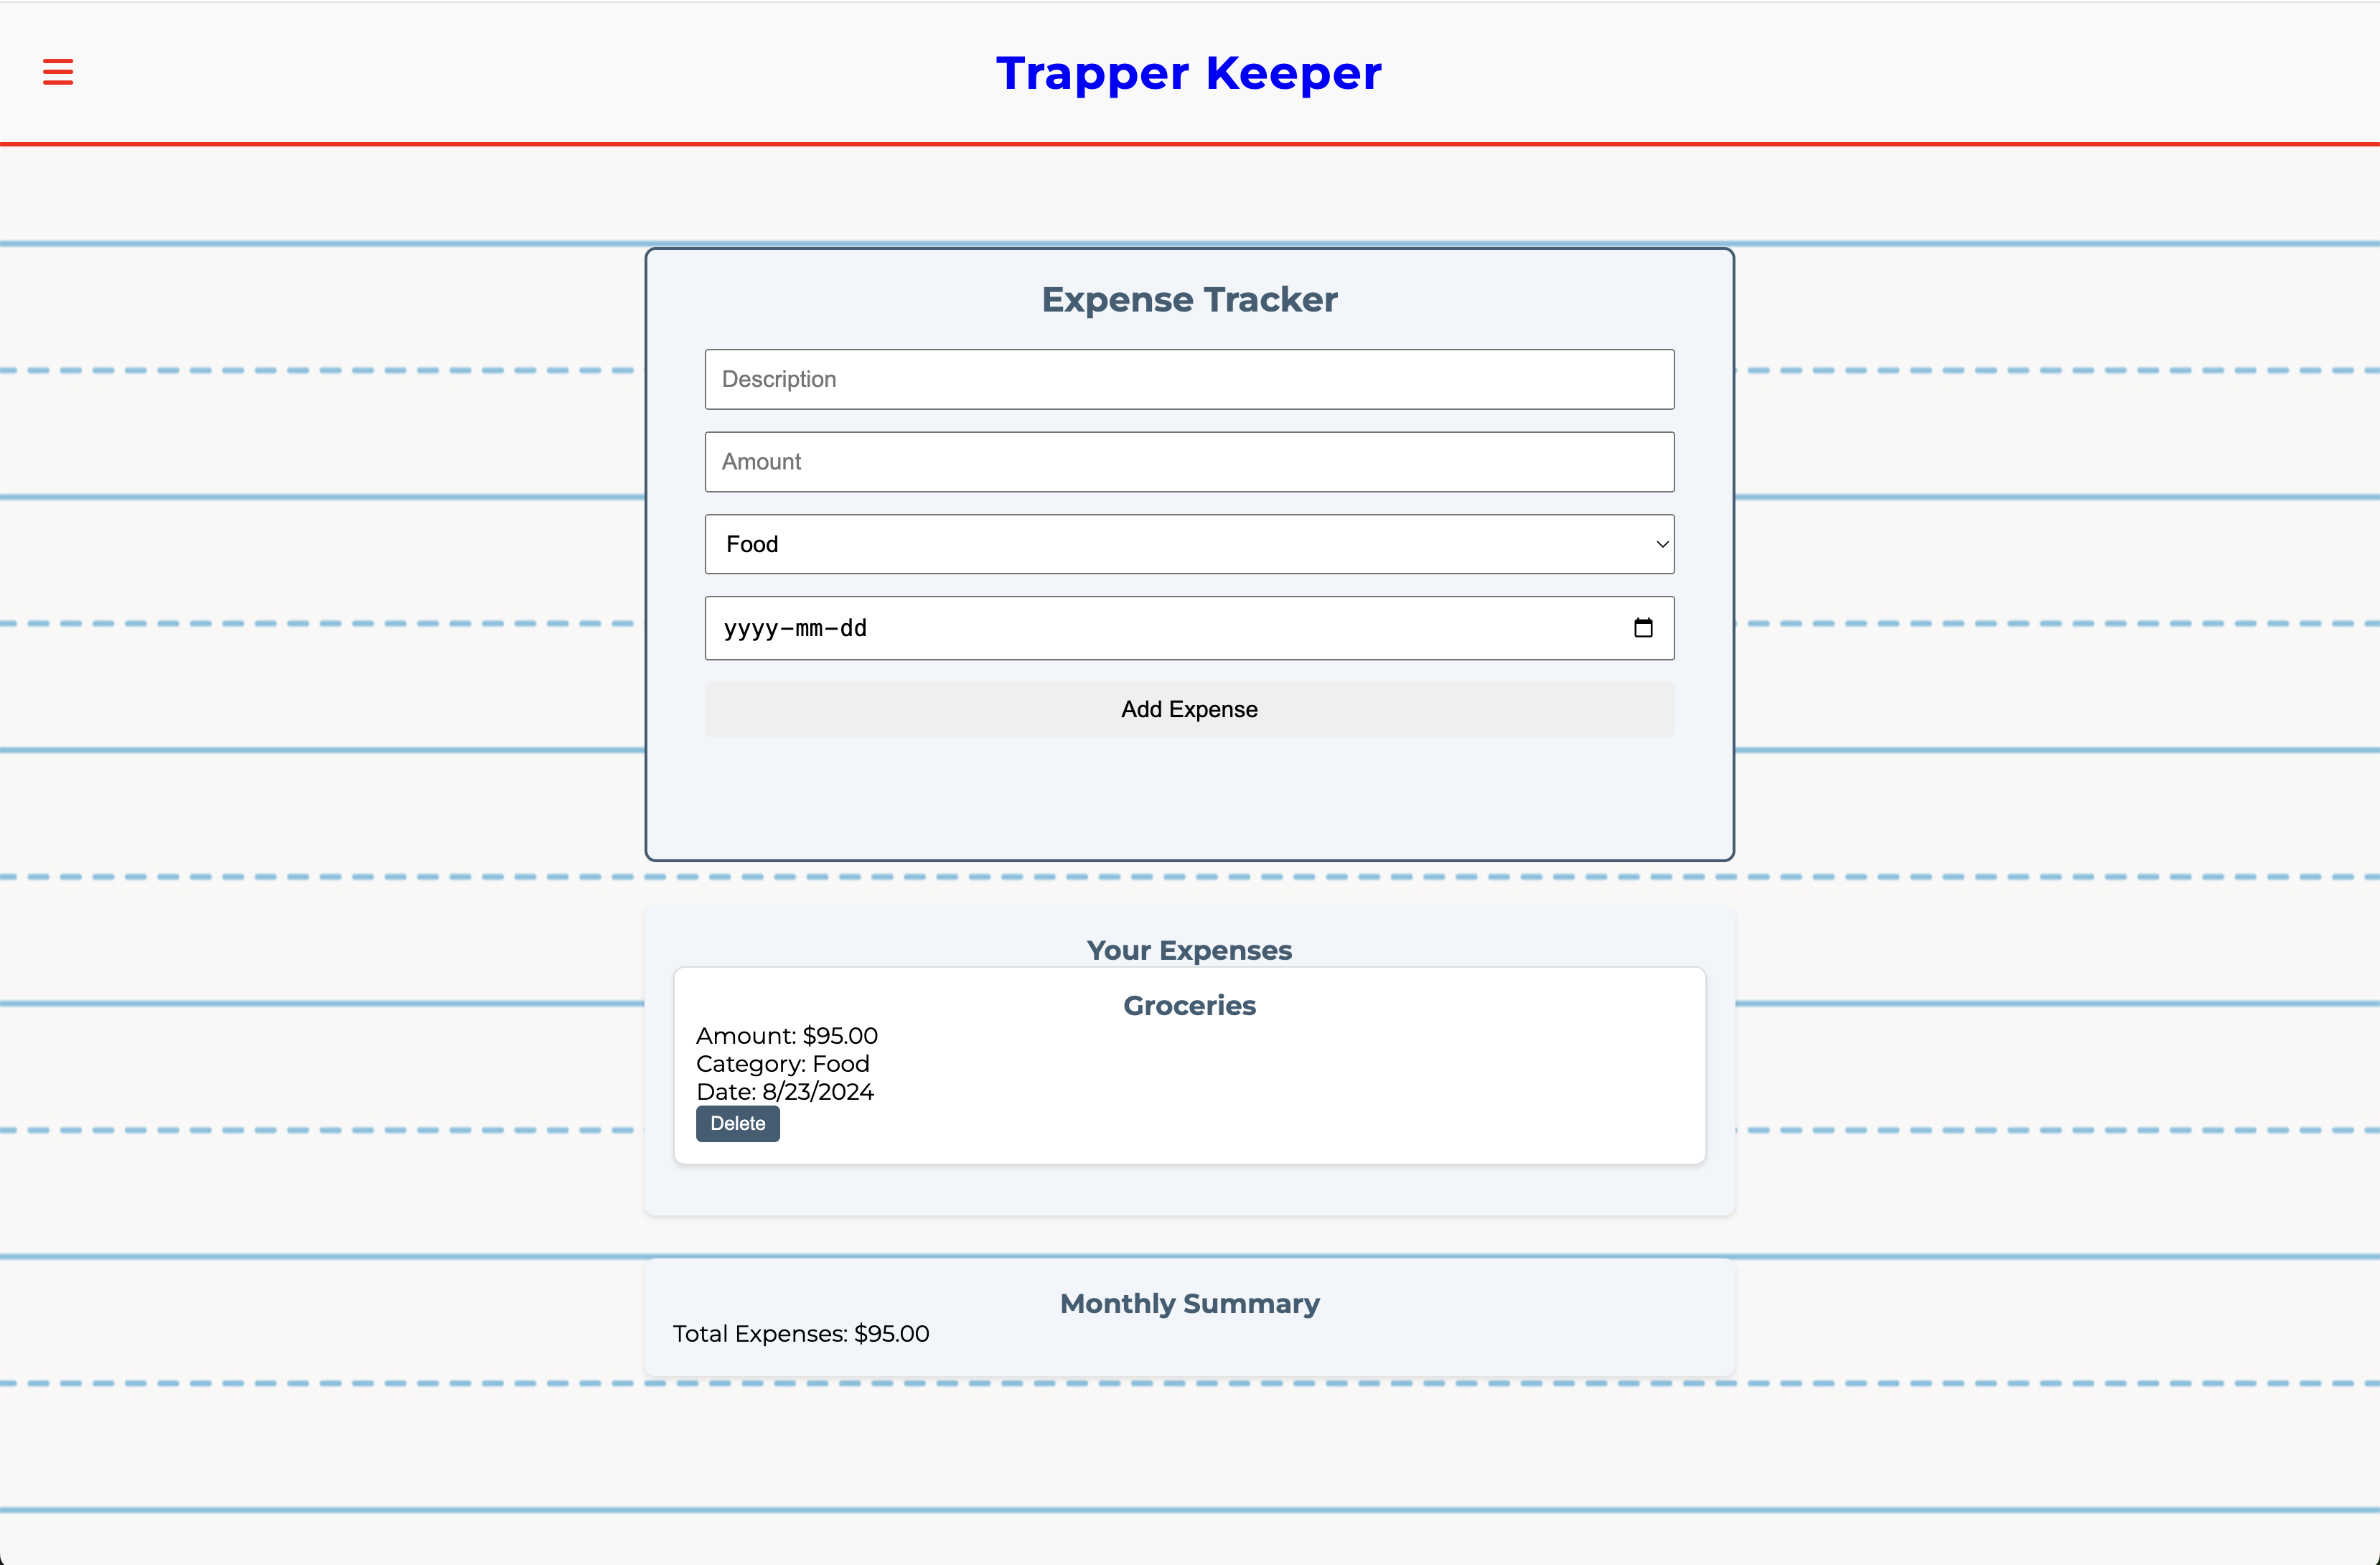 Trapper Keeper
Expense Tracker
Description
Amount
Food
yyyy-mm-dd
Add Expense
Your Expenses
Groceries
Amount: $95.00
Category: Food
Date: 8/23/2024
Delete
Monthly Summary
Total Expenses: $95.00